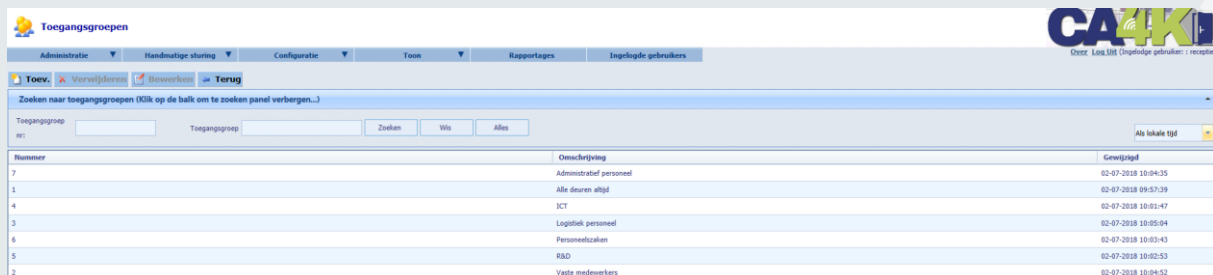 Toegangsgroepen
CA4K
Administratie Handmatige sturing Configuratie Toon Rapportages Ingelogde gebruikers
Over Log Uit (Ingelodge gebruiker: : receptie
Toev. Verwijderen Bewerken Terug
Zoeken naar toegangsgroepen (Klik op de balk om te zoeken panel verbergen...)
Toegangsgroep nr: Toegangsgroep Zoeken Wis Alles
Als lokale tijd
Nummer Omschrijving Gewijzigd
7 Administratief personeel 02-07-2018 10:04:35
1 Alle deuren altijd 02-07-2018 09:57:39
4 ICT 02-07-2018 10:01:47
3 Logistiek personeel 02-07-2018 10:05:04
6 Personeelszaken 02-07-2018 10:03:43
5 R&D 02-07-2018 10:02:53
2 Vaste medewerkers 02-07-2018 10:04:52